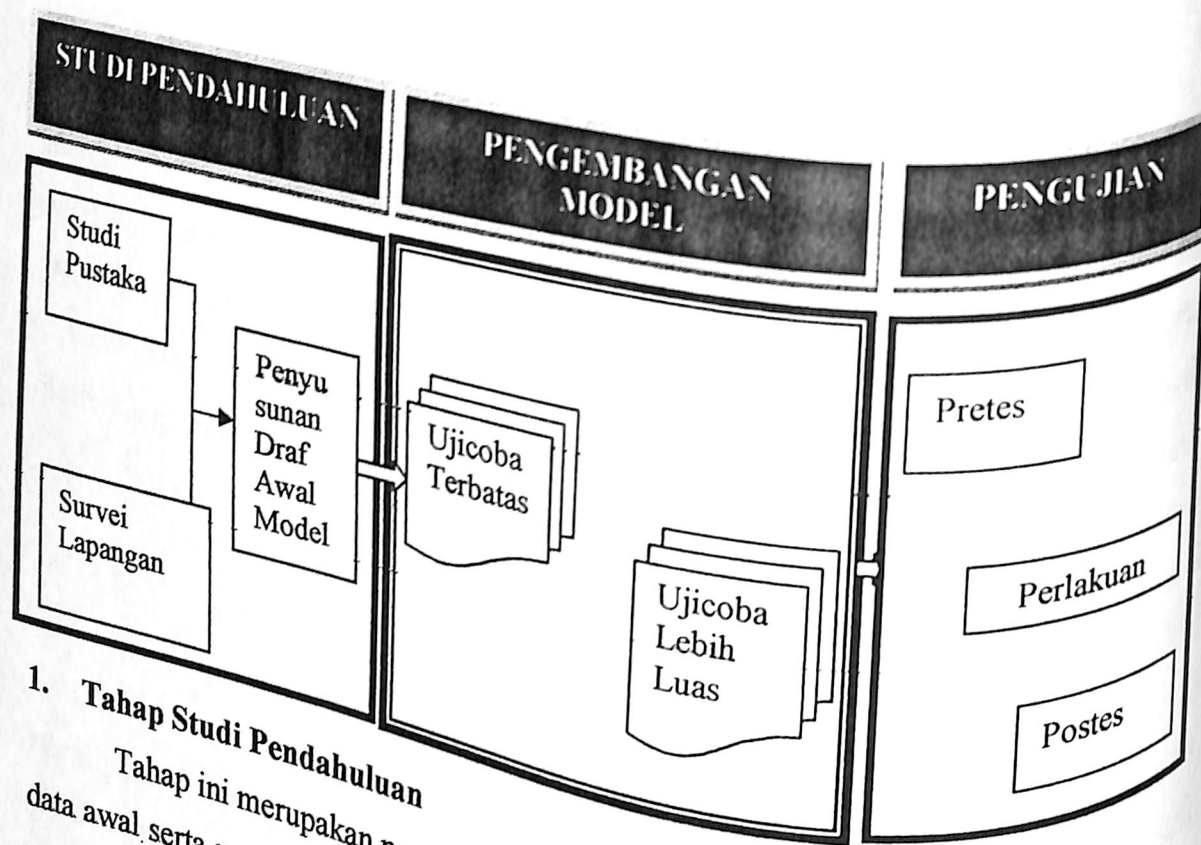 STUDI PENDAHULUAN
PENGEMBANGAN
MODEL
PENGUJIAN
Studi
Pustaka
Survei
Lapangan
Penyu
sunan
Draf
Awal
Model
Ujicoba
Terbatas
Ujicoba
Lebih
Luas
Pretes
Perlakuan
Postes
1. Tahap Studi Pendahuluan
Tahap ini merupakan
data awal serta